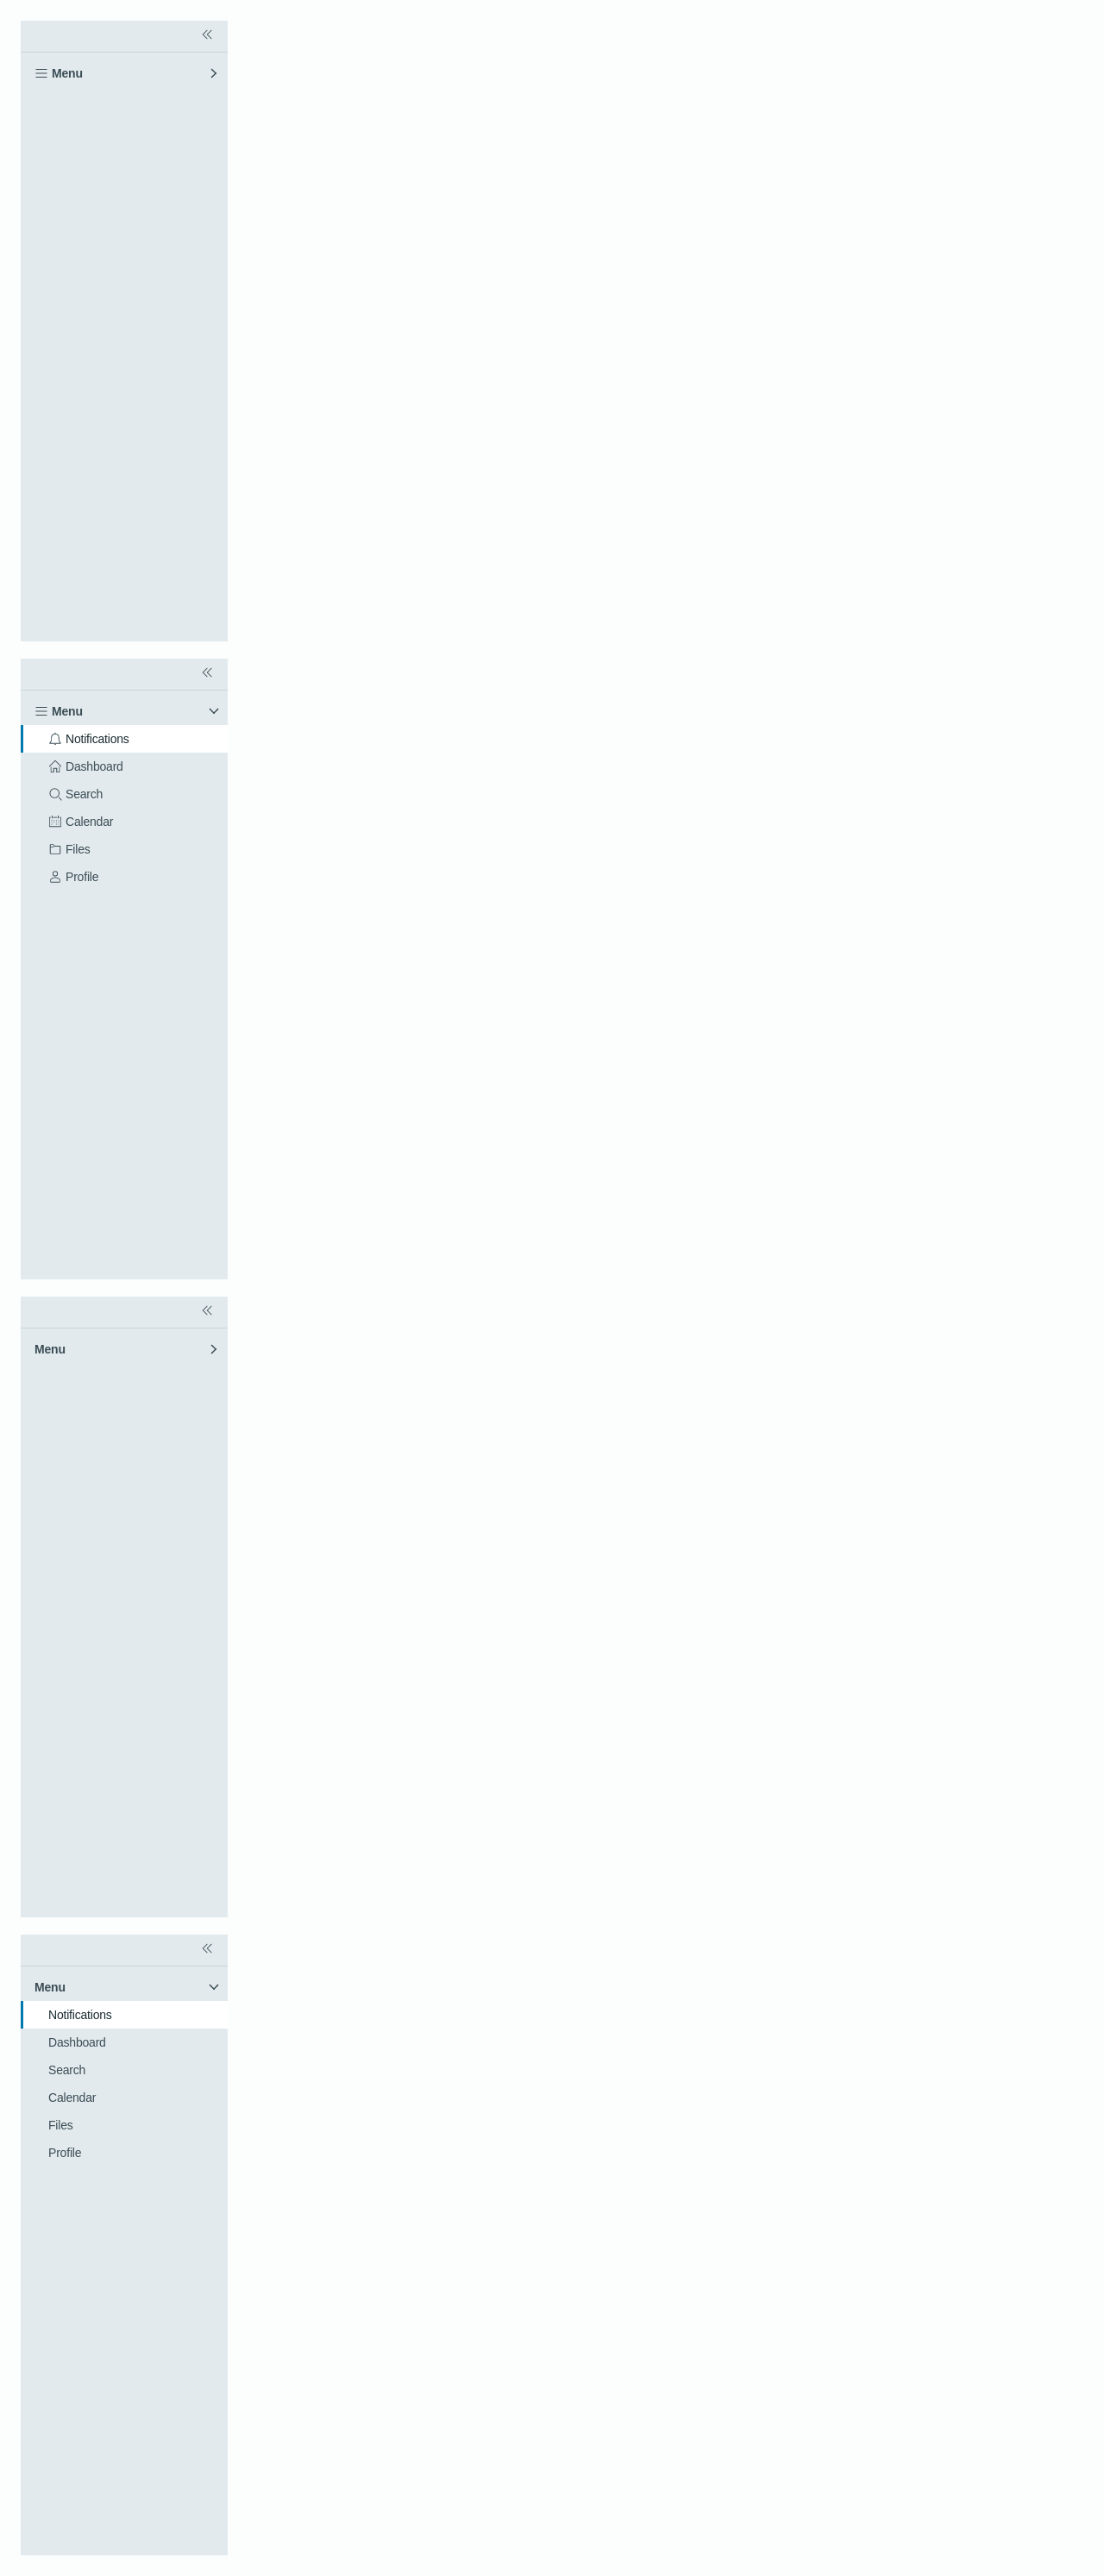 Menu
Menu
Notifications
Dashboard
Search
Calendar
Files
Profile
Menu
Menu
Notifications
Dashboard
Search
Calendar
Files
Profile